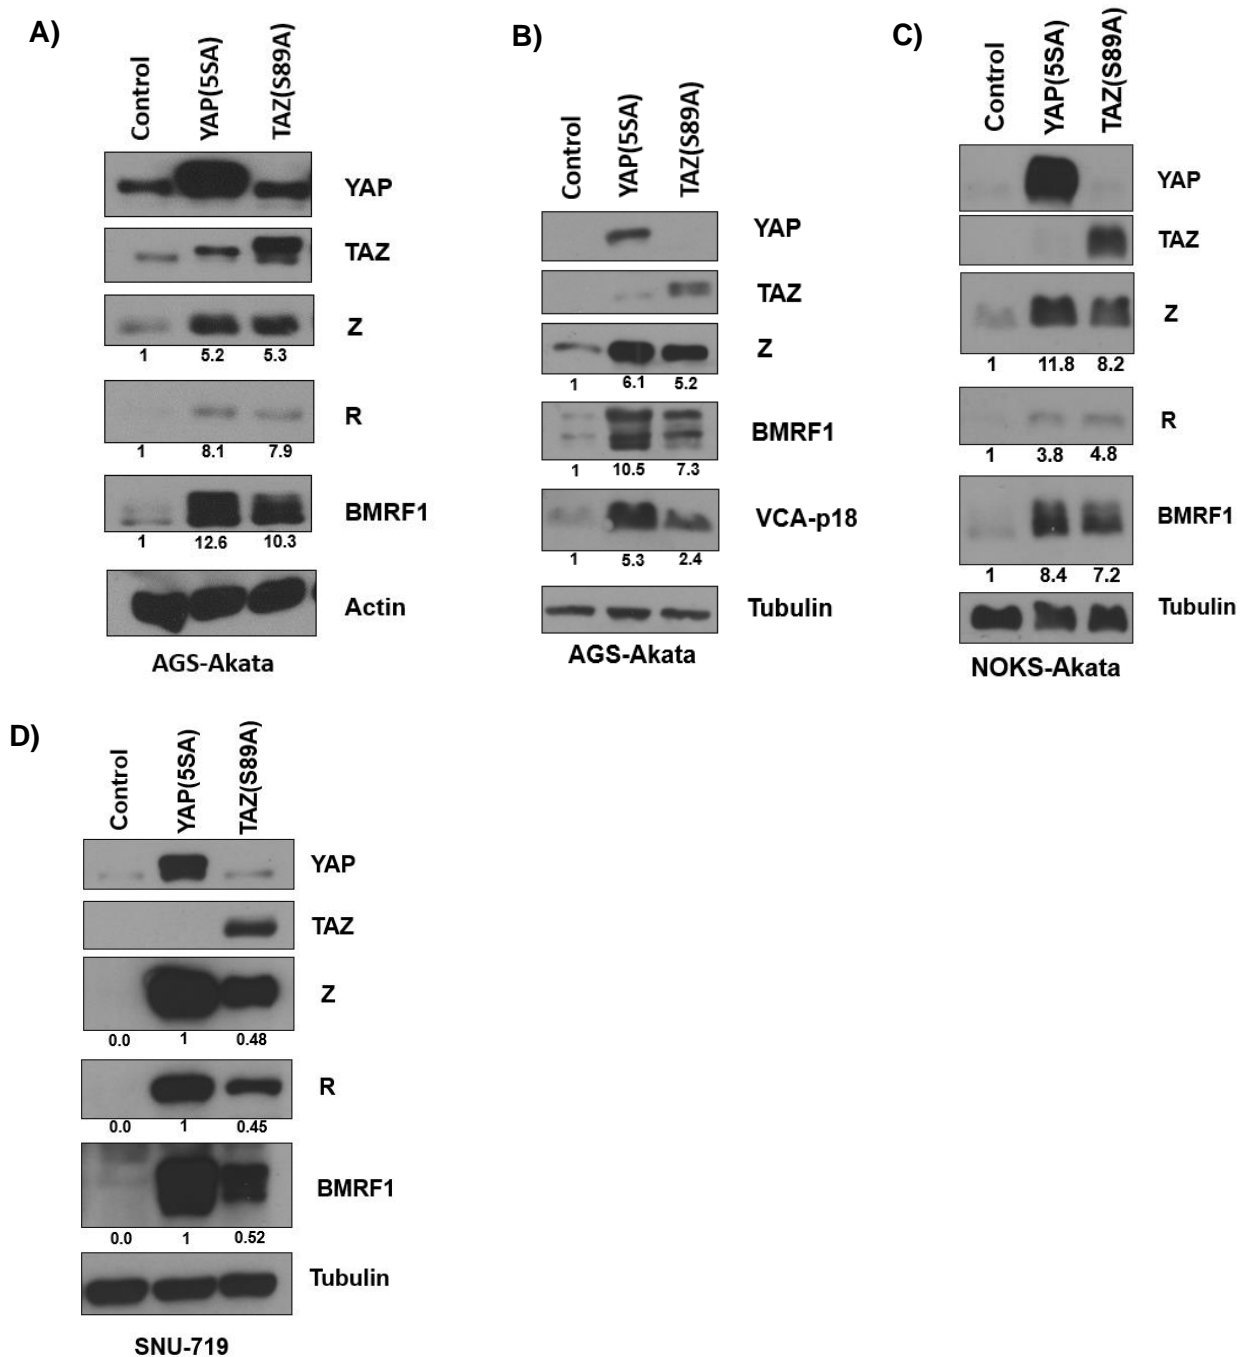 A)
Control
YAP(5SA)
TAZ(S89A)
YAP
TAZ
Z
1 5.2 5.3
R
1 8.1 7.9
BMRF1
1 12.6 10.3
Actin
AGS-Akata
B)
Control
YAP(5SA)
TAZ(S89A)
YAP
TAZ
Z
1 6.1 5.2
BMRF1
1 10.5 7.3
VCA-p18
1 5.3 2.4
Tubulin
AGS-Akata
C)
Control
YAP(5SA)
TAZ(S89A)
YAP
TAZ
Z
1 11.8 8.2
R
1 3.8 4.8
BMRF1
1 8.4 7.2
Tubulin
NOKS-Akata
D)
Control
YAP(5SA)
TAZ(S89A)
YAP
TAZ
Z
0.0 1 0.48
R
0.0 1 0.45
BMRF1
0.0 1 0.52
Tubulin
SNU-719